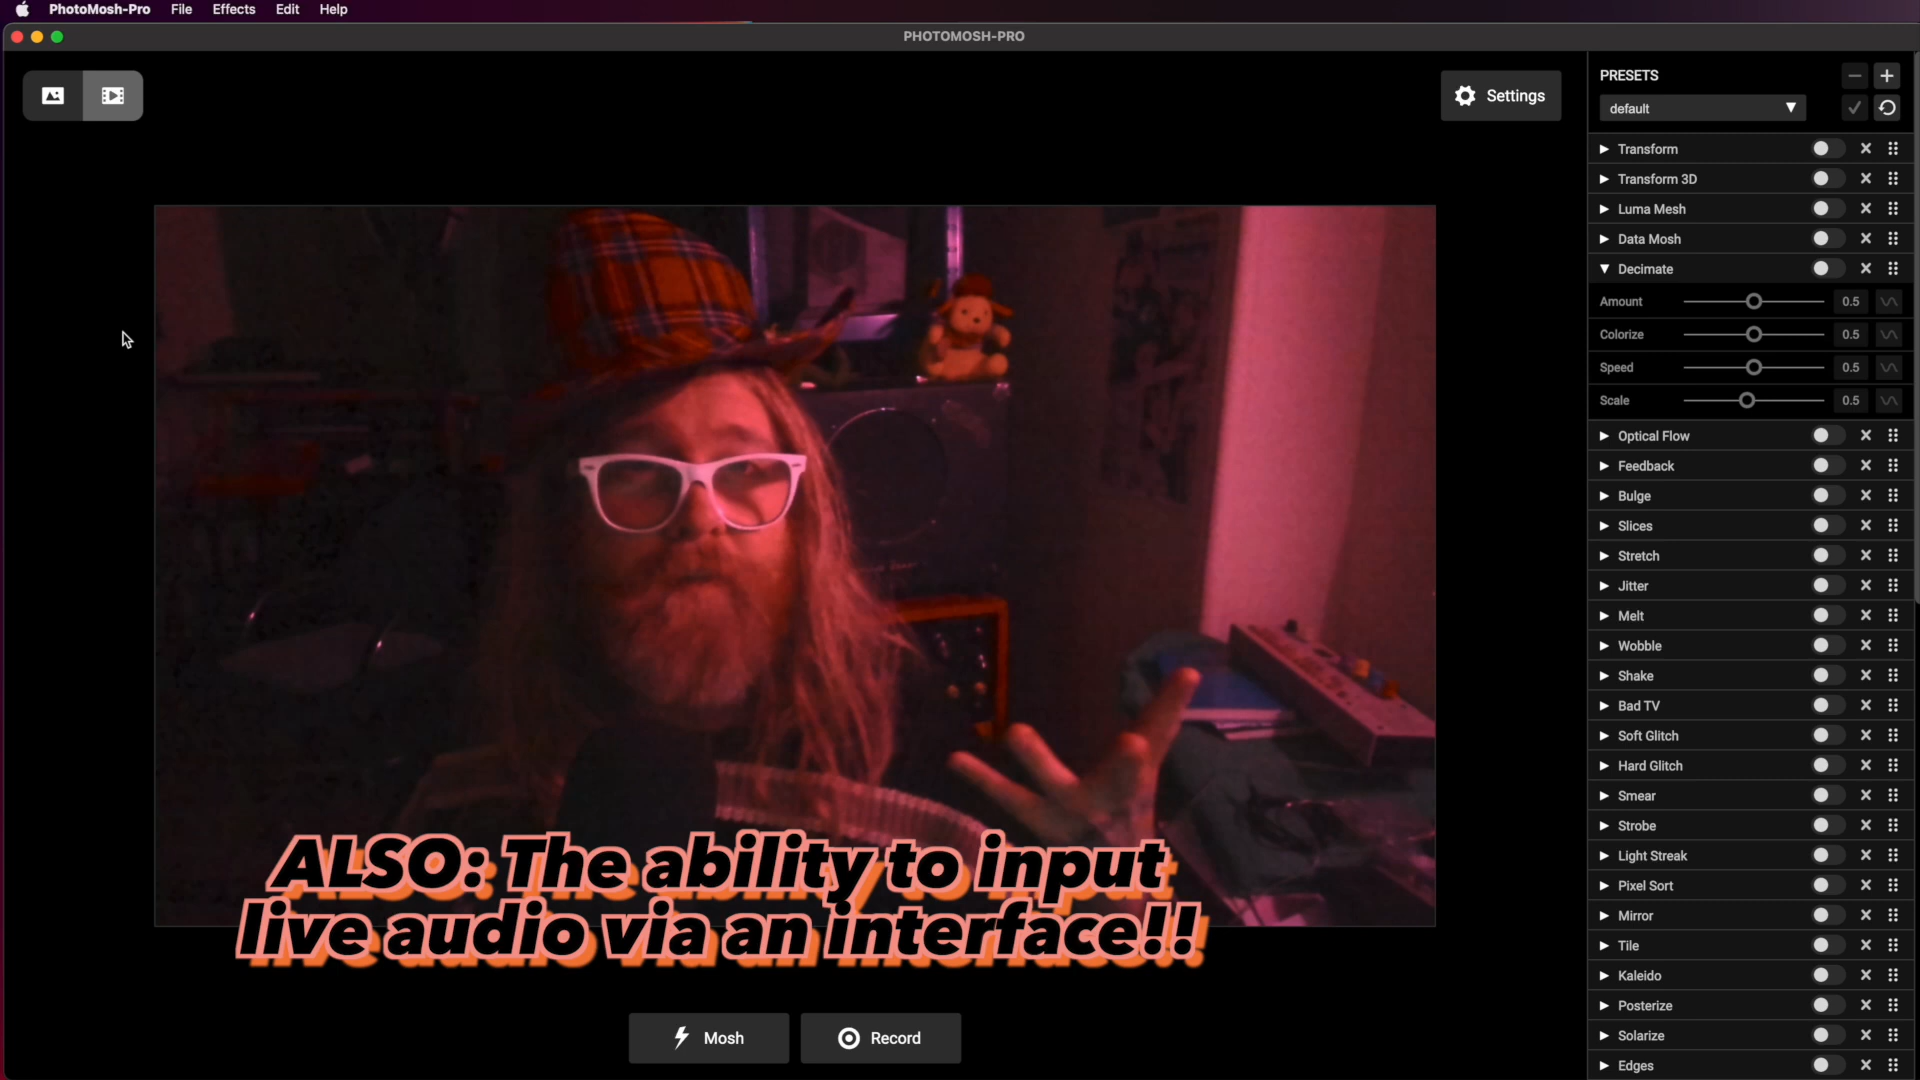 PhotoMosh-Pro File Effects Edit Help
PHOTOMOSH-PRO
Settings
PRESETS
default
Transform
Transform 3D
Luma Mesh
Data Mosh
Decimate
Amount 0.5
Colorize 0.5
Speed 0.5
Scale 0.5
Optical Flow
Feedback
Bulge
Slices
Stretch
Jitter
Melt
Wobble
Shake
Bad TV
Soft Glitch
Hard Glitch
Smear
Strobe
Light Streak
Pixel Sort
Mirror
Tile
Kaleido
Posterize
Solarize
Edges
ALSO: The ability to input
live audio via an interface!!
Mosh
Record